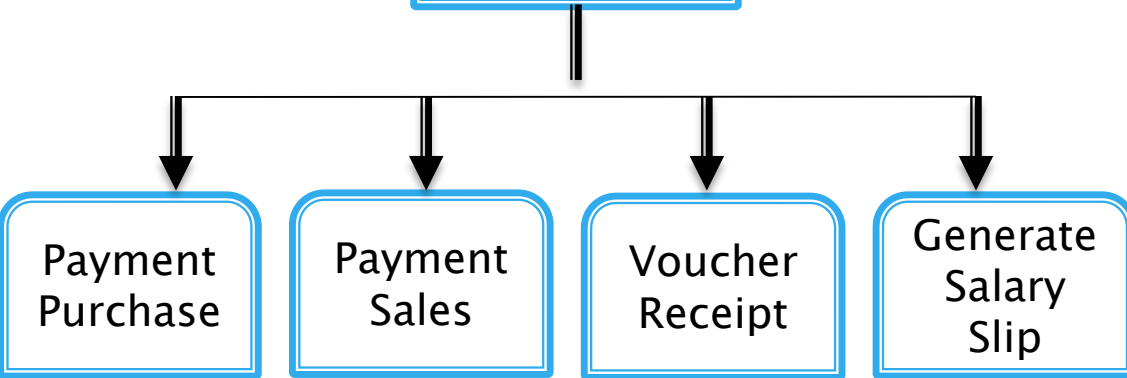 Payment
Purchase
Payment
Sales
Voucher
Receipt
Generate
Salary
Slip